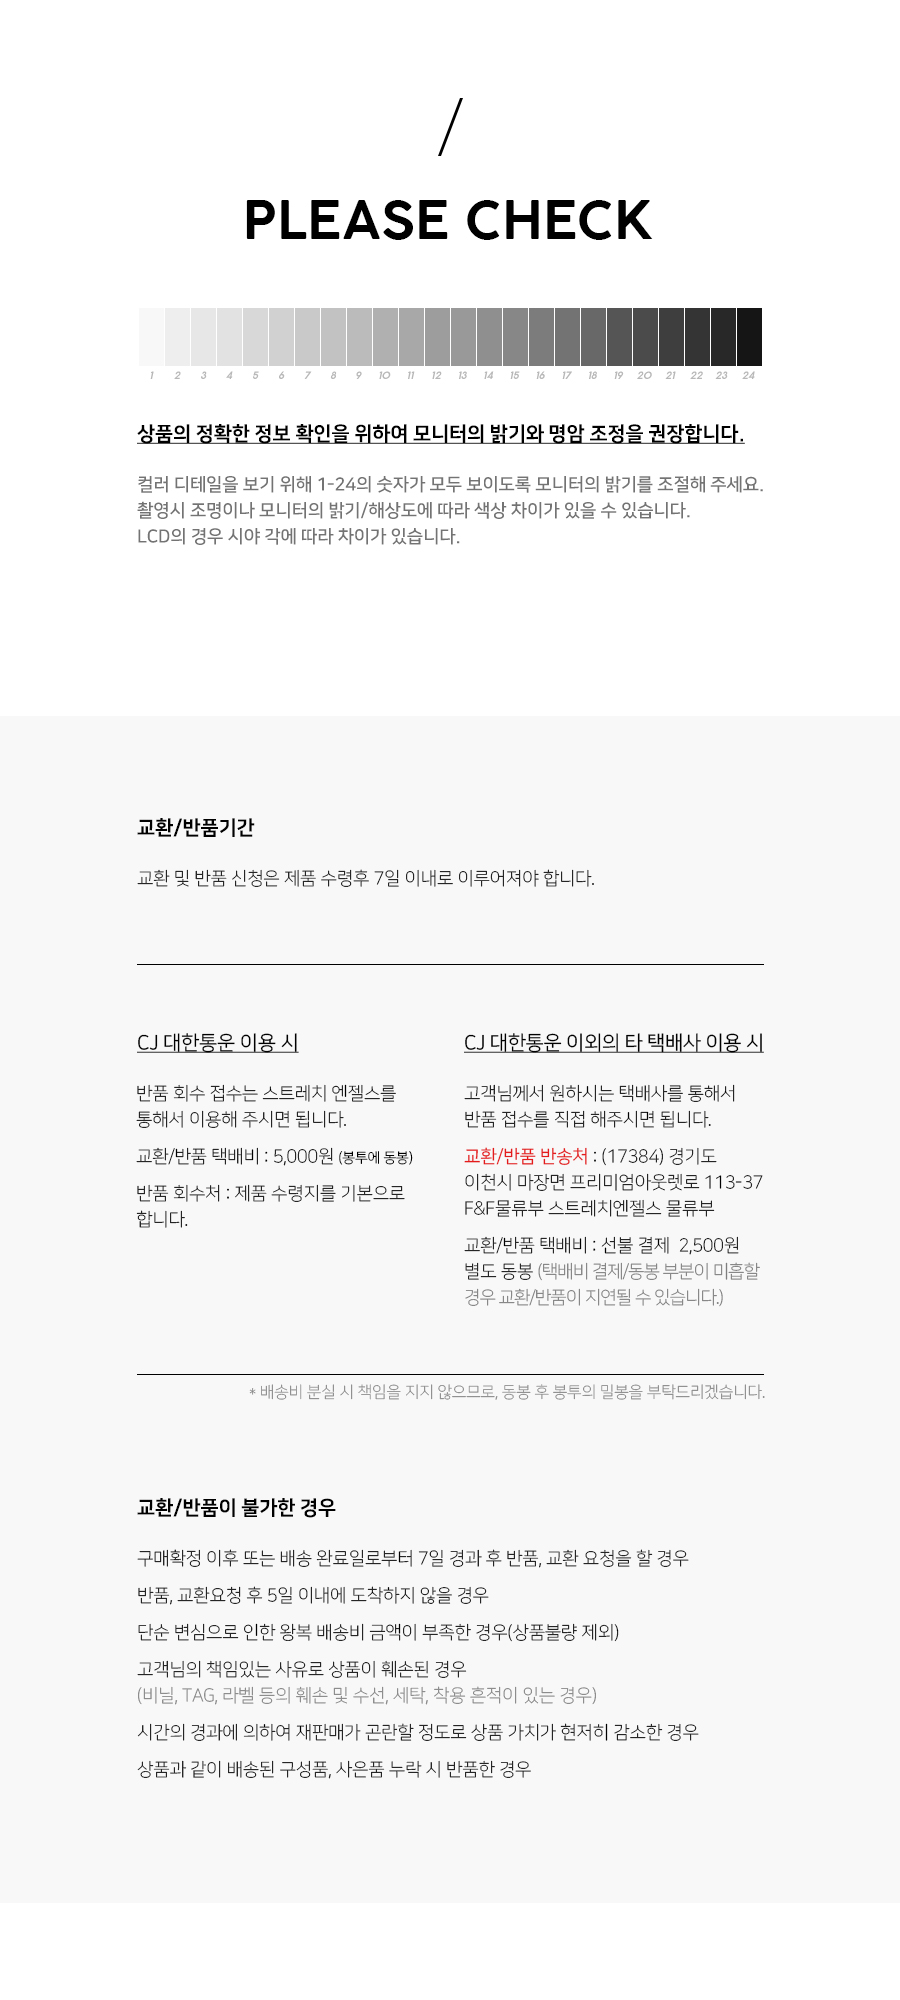 /
PLEASE CHECK
1 2 3 4 5 6 7 8 9 10 11 12 13 14 15 16 17 18 19 20 21 22 23 24
상품의 정확한 정보 확인을 위하여 모니터의 밝기와 명암 조정을 권장합니다.
컬러 디테일을 보기 위해 1-24의 숫자가 모두 보이도록 모니터의 밝기를 조절해 주세요.
촬영시 조명이나 모니터의 밝기/해상도에 따라 색상 차이가 있을 수 있습니다.
LCD의 경우 시야 각에 따라 차이가 있습니다.
교환/반품기간
교환 및 반품 신청은 제품 수령후 7일 이내로 이루어져야 합니다.
CJ 대한통운 이용 시
반품 회수 접수는 스트레치 엔젤스를
통해서 이용해 주시면 됩니다.
교환/반품 택배비 : 5,000원 (봉투에 동봉)
반품 회수처 : 제품 수령지를 기본으로
합니다.
CJ 대한통운 이외의 타 택배사 이용 시
고객님께서 원하시는 택배사를 통해서
반품 접수를 직접 해주시면 됩니다.
교환/반품 반송처 : (17384) 경기도
이천시 마장면 프리미엄아웃렛로 113-37
F&F물류부 스트레치엔젤스 물류부
교환/반품 택배비 : 선불 결제 2,500원
별도 동봉 (택배비 결제/동봉 부분이 미흡할
경우 교환/반품이 지연될 수 있습니다.)
* 배송비 분실 시 책임을 지지 않으므로, 동봉 후 봉투의 밀봉을 부탁드리겠습니다.
교환/반품이 불가한 경우
구매확정 이후 또는 배송 완료일로부터 7일 경과 후 반품, 교환 요청을 할 경우
반품, 교환요청 후 5일 이내에 도착하지 않을 경우
단순 변심으로 인한 왕복 배송비 금액이 부족한 경우(상품불량 제외)
고객님의 책임있는 사유로 상품이 훼손된 경우
(비닐, TAG, 라벨 등의 훼손 및 수선, 세탁, 착용 흔적이 있는 경우)
시간의 경과에 의하여 재판매가 곤란할 정도로 상품 가치가 현저히 감소한 경우
상품과 같이 배송된 구성품, 사은품 누락 시 반품한 경우